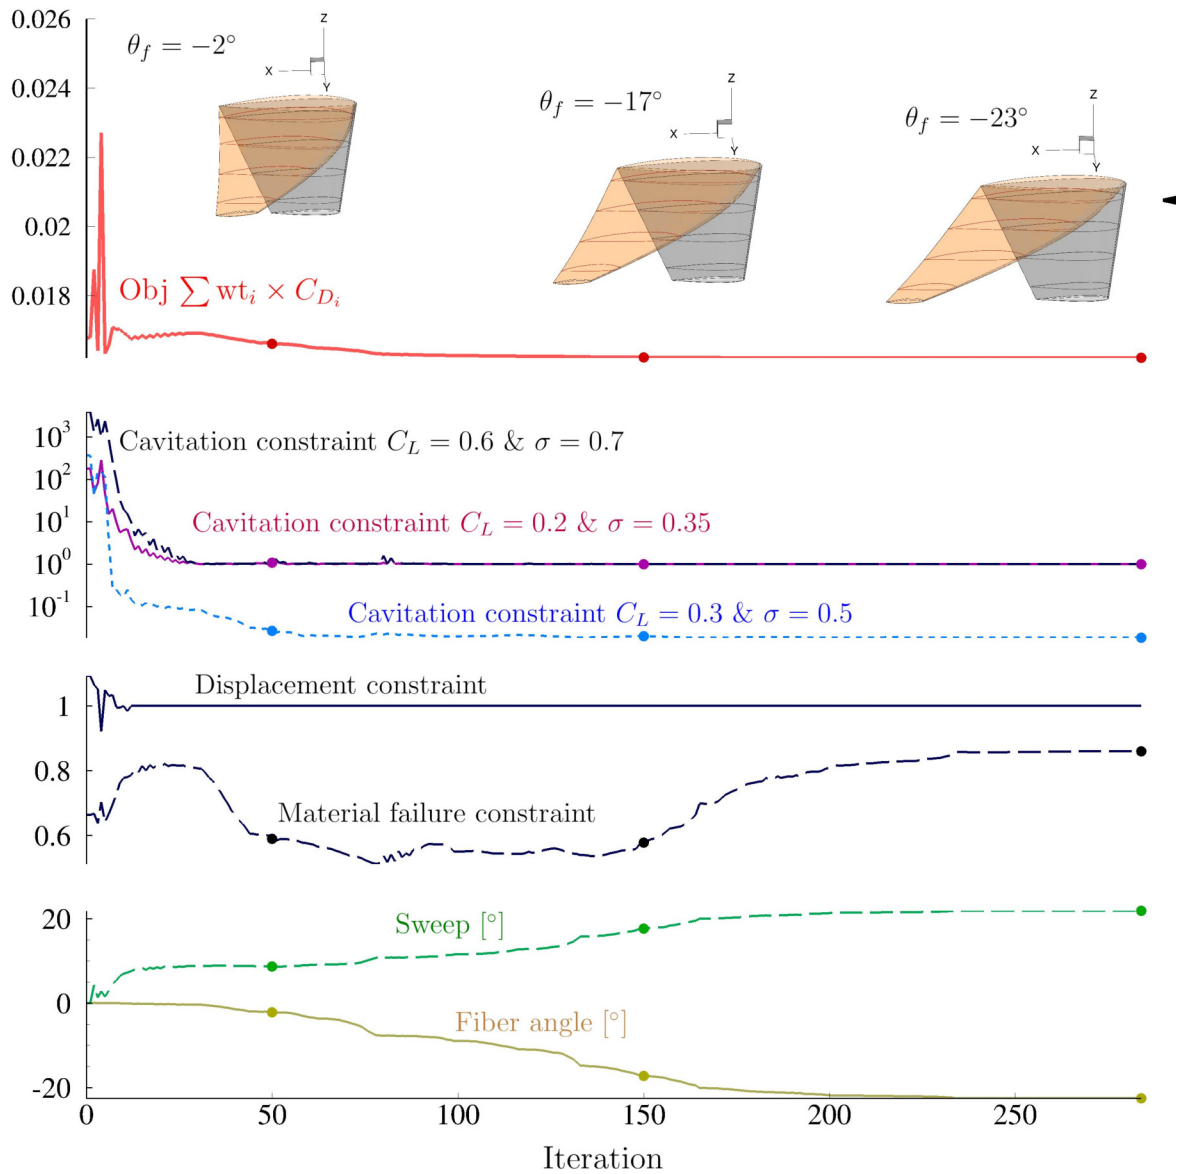 0.026
0.024
0.022
0.02
0.018
θ_f = −2°
Z
X
Y
θ_f = −17°
Z
X
Y
θ_f = −23°
Z
X
Y
Obj ∑ wt_i × C_{D_i}
10^3
10^2
10^1
10^0
10^-1
Cavitation constraint C_L = 0.6 & σ = 0.7
Cavitation constraint C_L = 0.2 & σ = 0.35
Cavitation constraint C_L = 0.3 & σ = 0.5
1
0.8
0.6
Displacement constraint
Material failure constraint
20
0
-20
Sweep [°]
Fiber angle [°]
0 50 100 150 200 250
Iteration